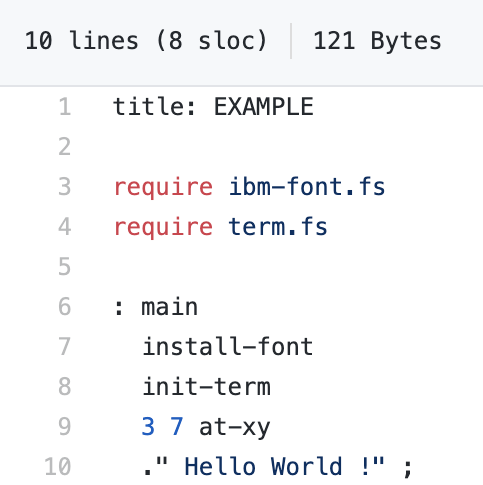 10 lines (8 sloc) 121 Bytes
1 title: EXAMPLE
2
3 require ibm-font.fs
4 require term.fs
5
6 : main
7 install-font
8 init-term
9 3 7 at-xy
10 ." Hello World !" ;